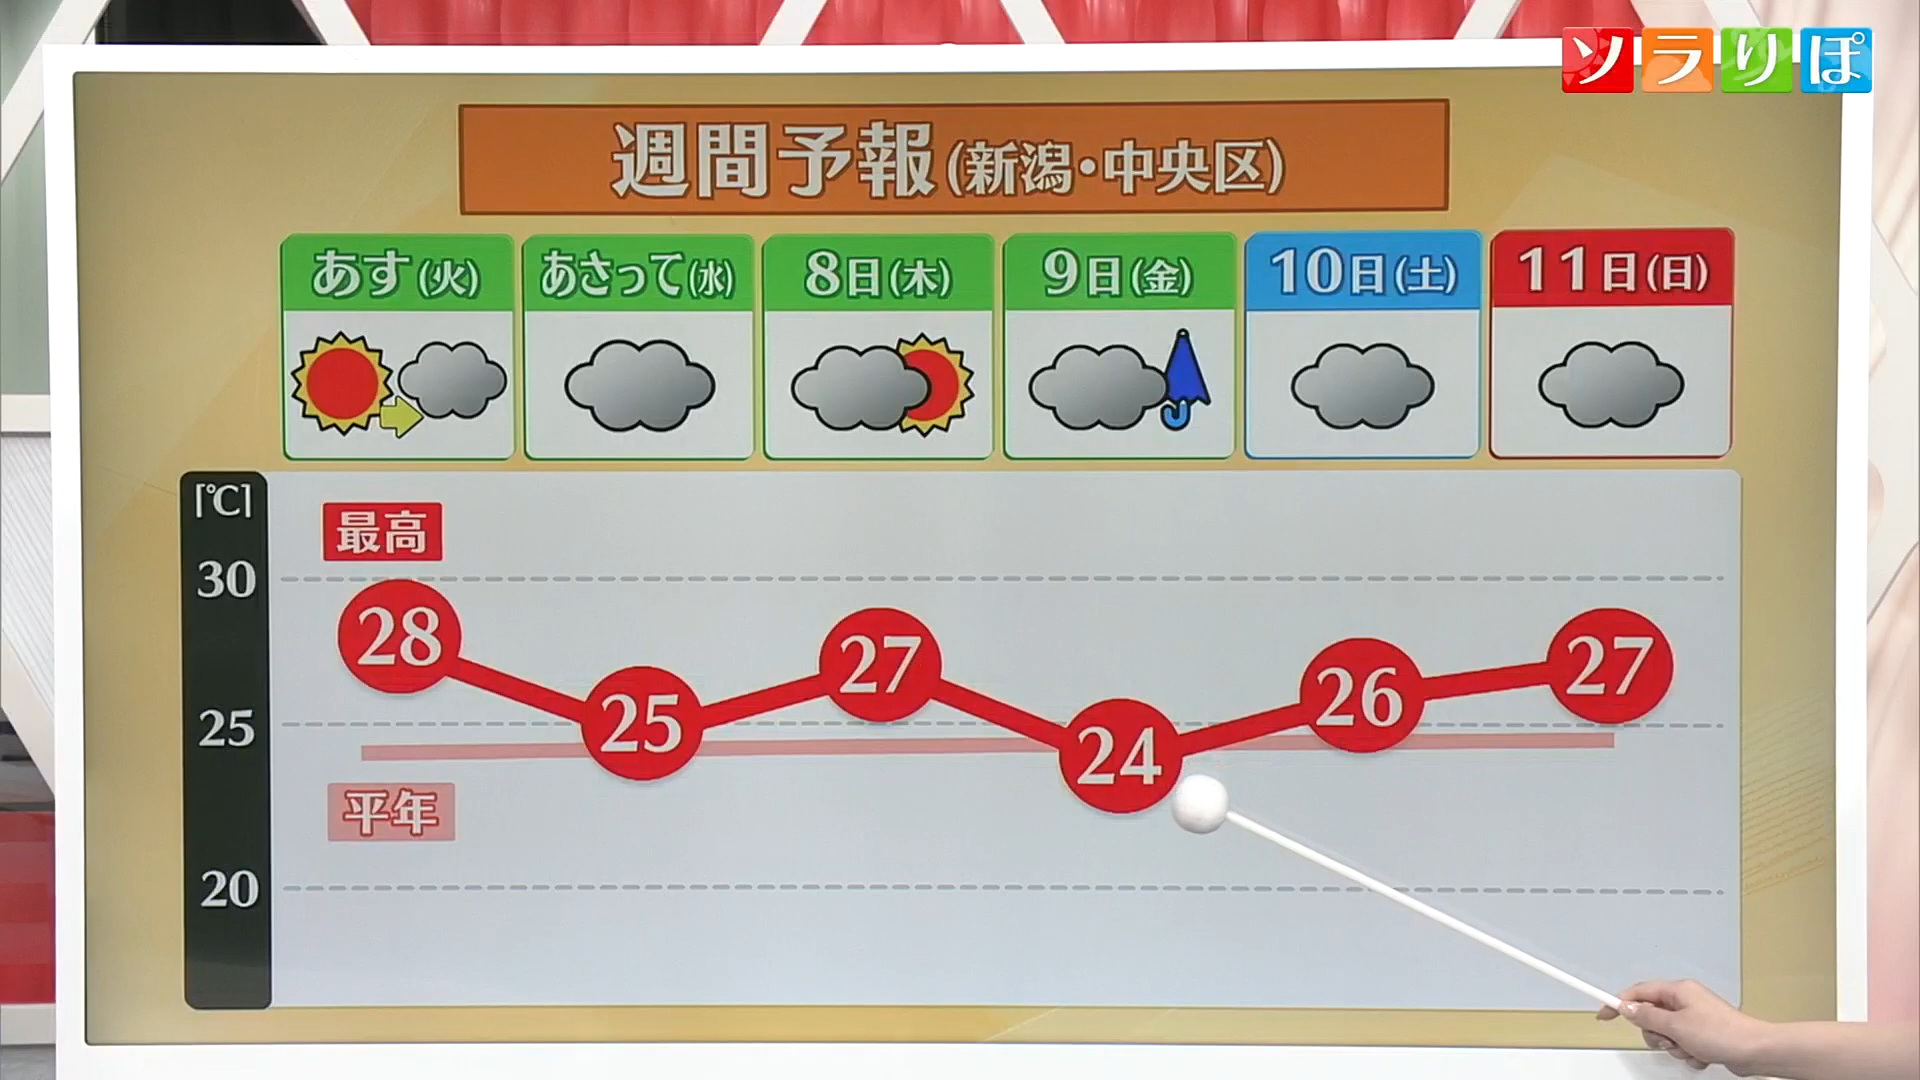 ソラりぽ
週間予報(新潟・中央区)
あす(火)
あさって(水)
8日(木)
9日(金)
10日(土)
11日(日)
[℃]
最高
30
28
25
27
24
26
27
25
平年
20